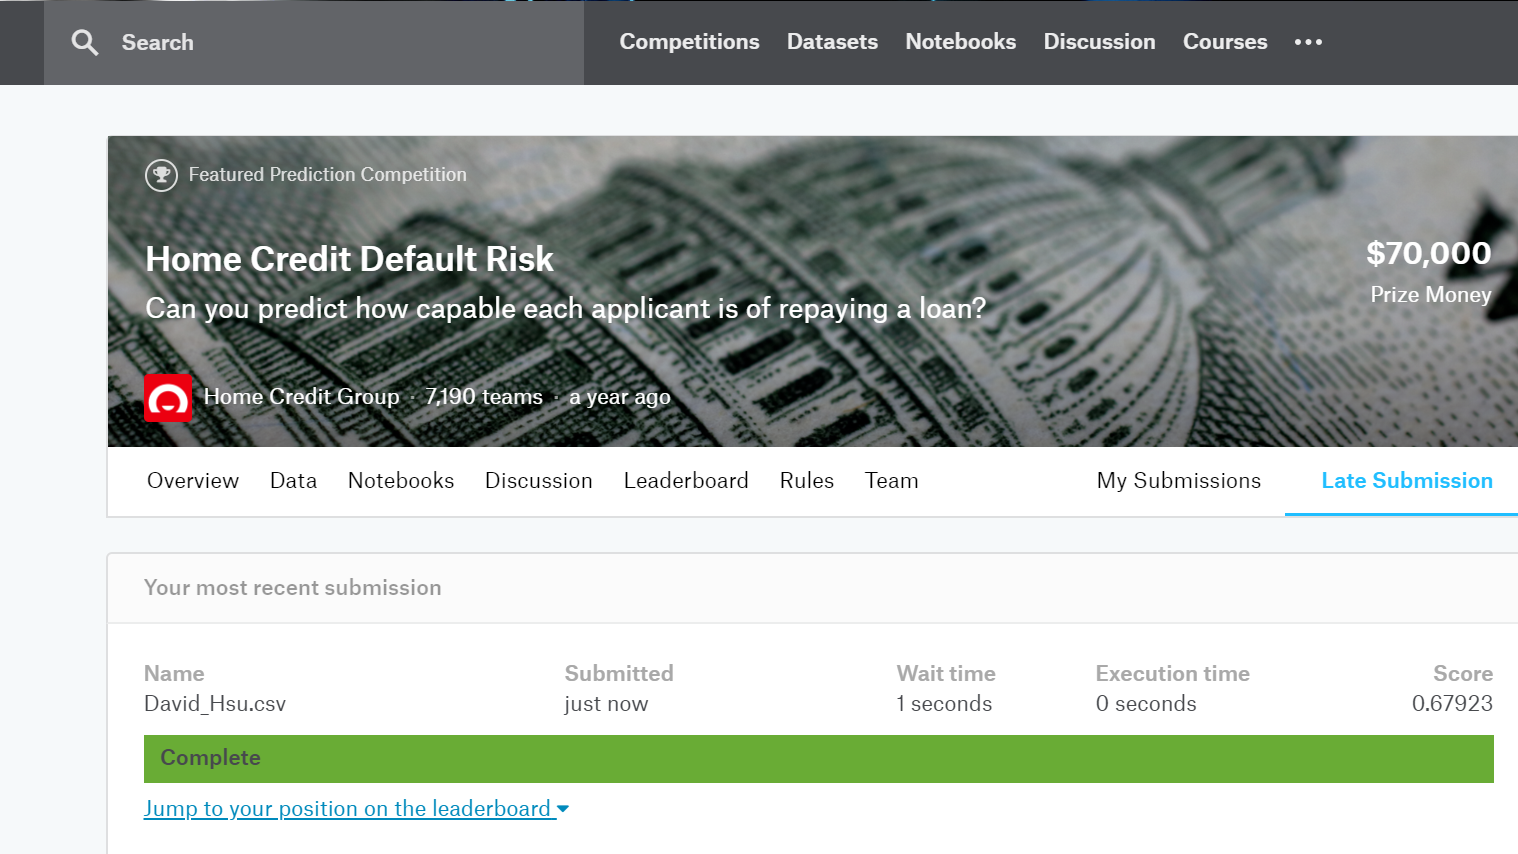 Search
Competitions Datasets Notebooks Discussion Courses •••
Featured Prediction Competition
Home Credit Default Risk
Can you predict how capable each applicant is of repaying a loan?
$70,000
Prize Money
Home Credit Group · 7,190 teams · a year ago
Overview Data Notebooks Discussion Leaderboard Rules Team My Submissions Late Submission
Your most recent submission
Name Submitted Wait time Execution time Score
David_Hsu.csv just now 1 seconds 0 seconds 0.67923
Complete
Jump to your position on the leaderboard